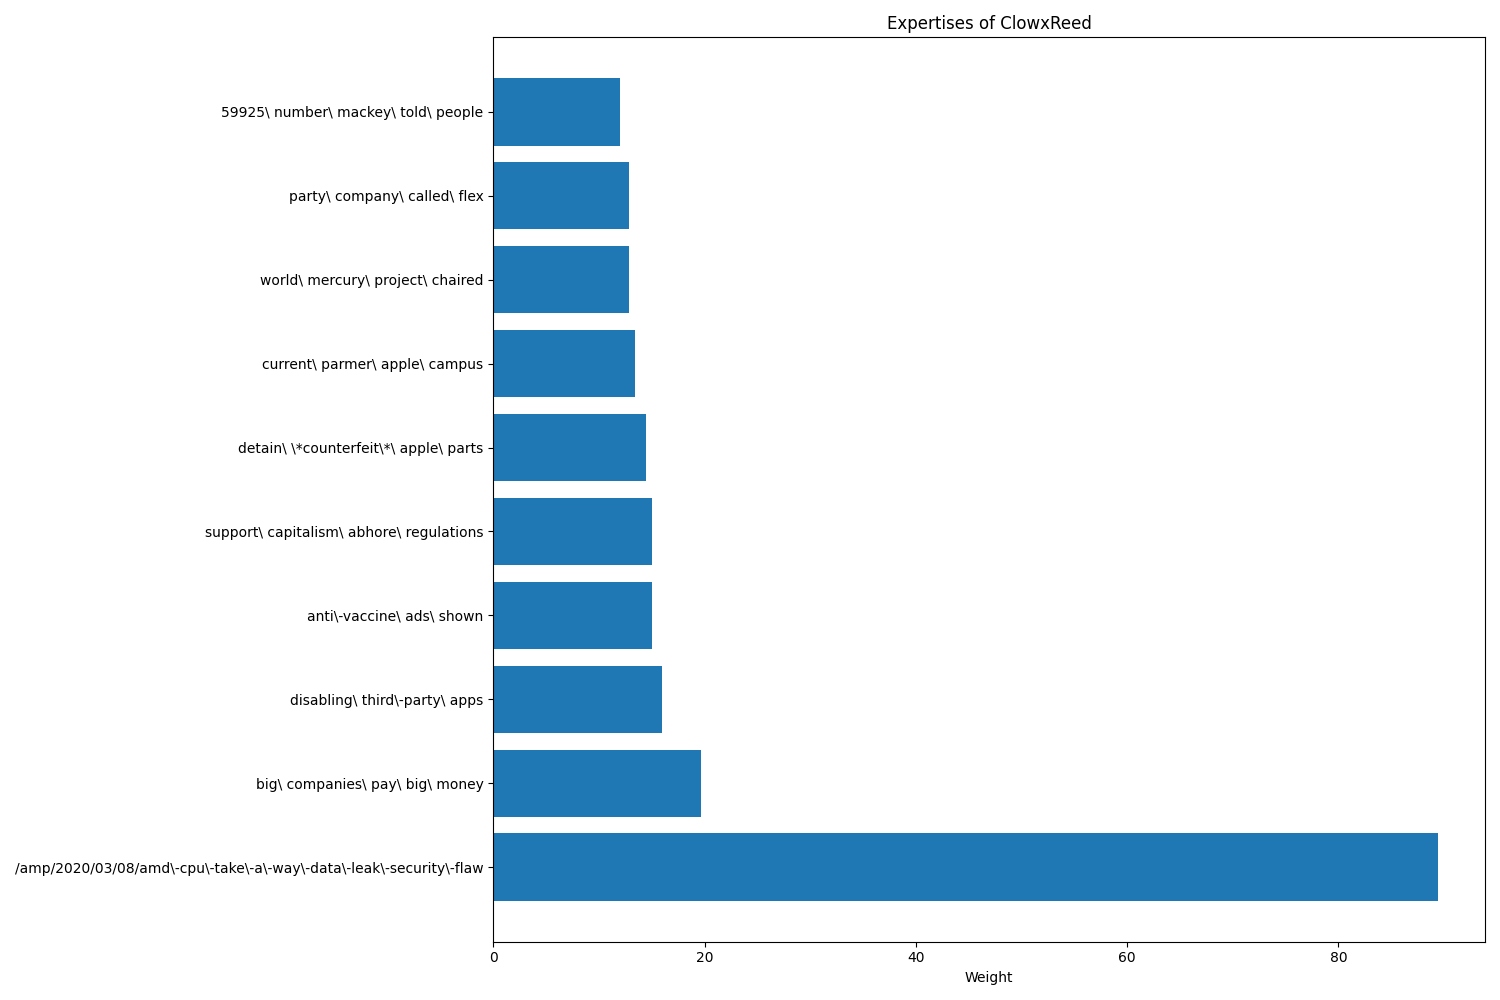 Expertises of ClowxReed
59925\ number\ mackey\ told\ people
party\ company\ called\ flex
world\ mercury\ project\ chaired
current\ parmer\ apple\ campus
detain\ \*counterfeit\*\ apple\ parts
support\ capitalism\ abhore\ regulations
anti\-vaccine\ ads\ shown
disabling\ third\-party\ apps
big\ companies\ pay\ big\ money
/amp/2020/03/08/amd\-cpu\-take\-a\-way\-data\-leak\-security\-flaw
0 20 40 60 80
Weight